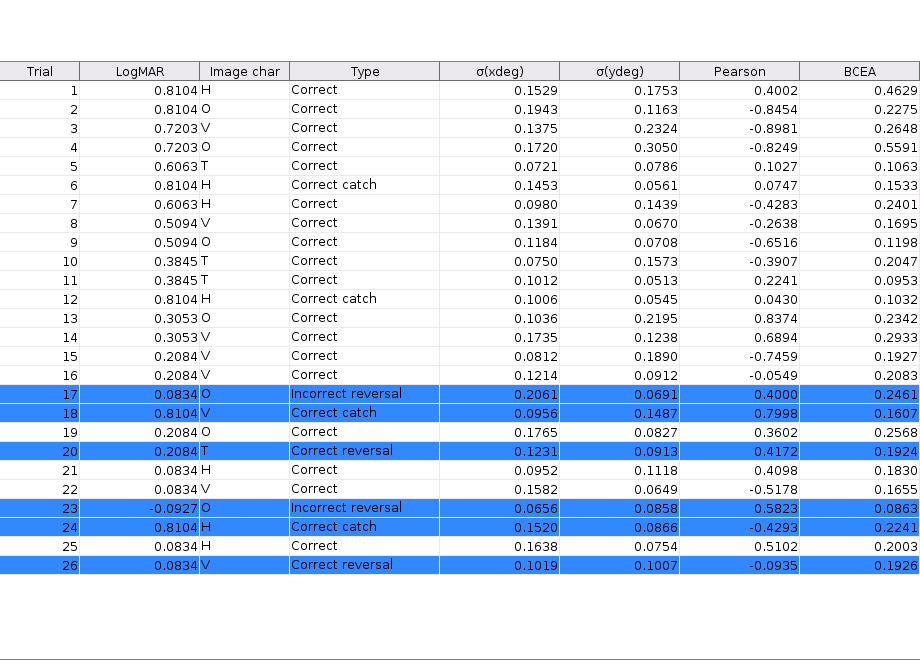 Trial LogMAR Image char Type σ(xdeg) σ(ydeg) Pearson BCEA
1 0.8104 H Correct 0.1529 0.1753 0.4002 0.4629
2 0.8104 O Correct 0.1943 0.1163 -0.8454 0.2275
3 0.7203 V Correct 0.1375 0.2324 -0.8981 0.2648
4 0.7203 O Correct 0.1720 0.3050 -0.8249 0.5591
5 0.6063 T Correct 0.0721 0.0786 0.1027 0.1063
6 0.8104 H Correct catch 0.1453 0.0561 0.0747 0.1533
7 0.6063 H Correct 0.0980 0.1439 -0.4283 0.2401
8 0.5094 V Correct 0.1391 0.0670 -0.2638 0.1695
9 0.5094 O Correct 0.1184 0.0708 -0.6516 0.1198
10 0.3845 T Correct 0.0750 0.1573 -0.3907 0.2047
11 0.3845 T Correct 0.1012 0.0513 0.2241 0.0953
12 0.8104 H Correct catch 0.1006 0.0545 0.0430 0.1032
13 0.3053 O Correct 0.1036 0.2195 0.8374 0.2342
14 0.3053 V Correct 0.1735 0.1238 0.6894 0.2933
15 0.2084 V Correct 0.0812 0.1890 -0.7459 0.1927
16 0.2084 V Correct 0.1214 0.0912 -0.0549 0.2083
17 0.0834 O Incorrect reversal 0.2061 0.0691 0.4000 0.2461
18 0.8104 V Correct catch 0.0956 0.1487 0.7998 0.1607
19 0.2084 O Correct 0.1765 0.0827 0.3602 0.2568
20 0.2084 T Correct reversal 0.1231 0.0913 0.4172 0.1924
21 0.0834 H Correct 0.0952 0.1118 0.4098 0.1830
22 0.0834 V Correct 0.1582 0.0649 -0.5178 0.1655
23 -0.0927 O Incorrect reversal 0.0656 0.0858 0.5823 0.0863
24 0.8104 H Correct catch 0.1520 0.0866 -0.4293 0.2241
25 0.0834 H Correct 0.1638 0.0754 0.5102 0.2003
26 0.0834 V Correct reversal 0.1019 0.1007 -0.0935 0.1926